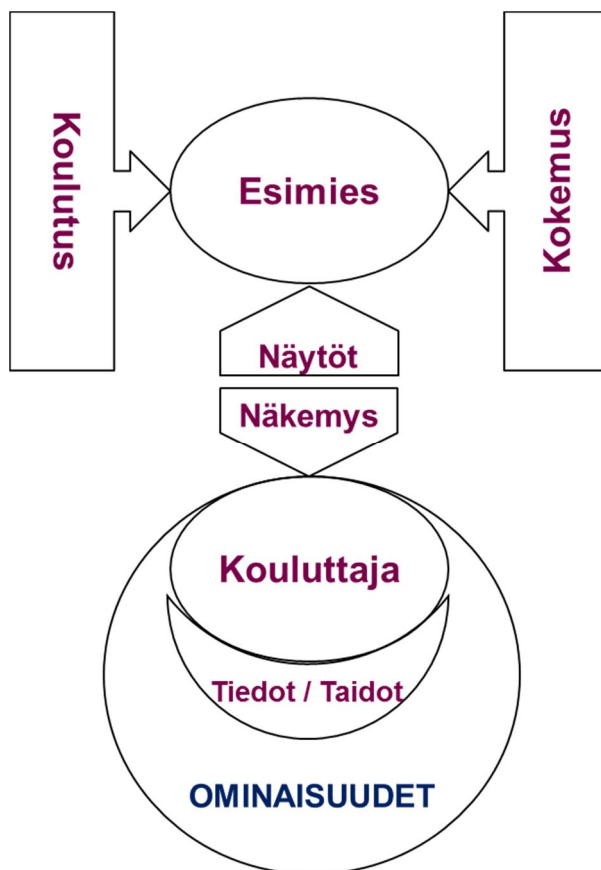 Koulutus
Esimies
Kokemus
Näytöt
Näkemys
Kouluttaja
Tiedot / Taidot
OMINAISUUDET